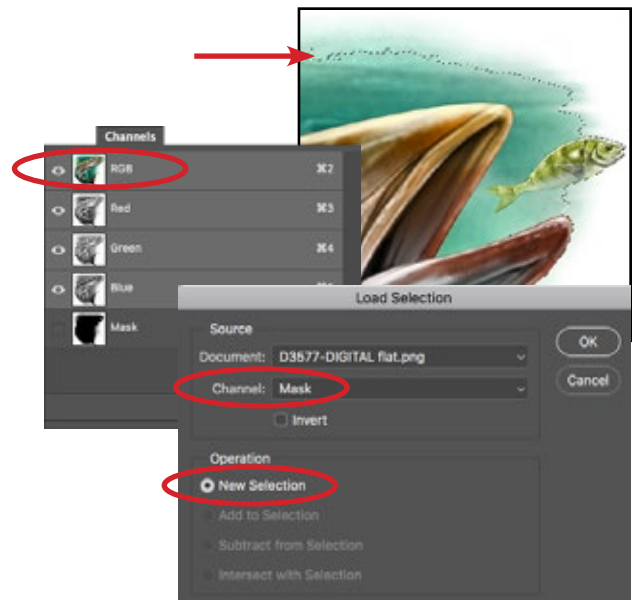 Channels
RGB ⌘2
Red ⌘3
Green ⌘4
Blue
Mask
Load Selection
Source
Document: D3577-DIGITAL flat.png
Channel: Mask
Invert
Operation
New Selection
Add to Selection
Subtract from Selection
Intersect with Selection
OK
Cancel